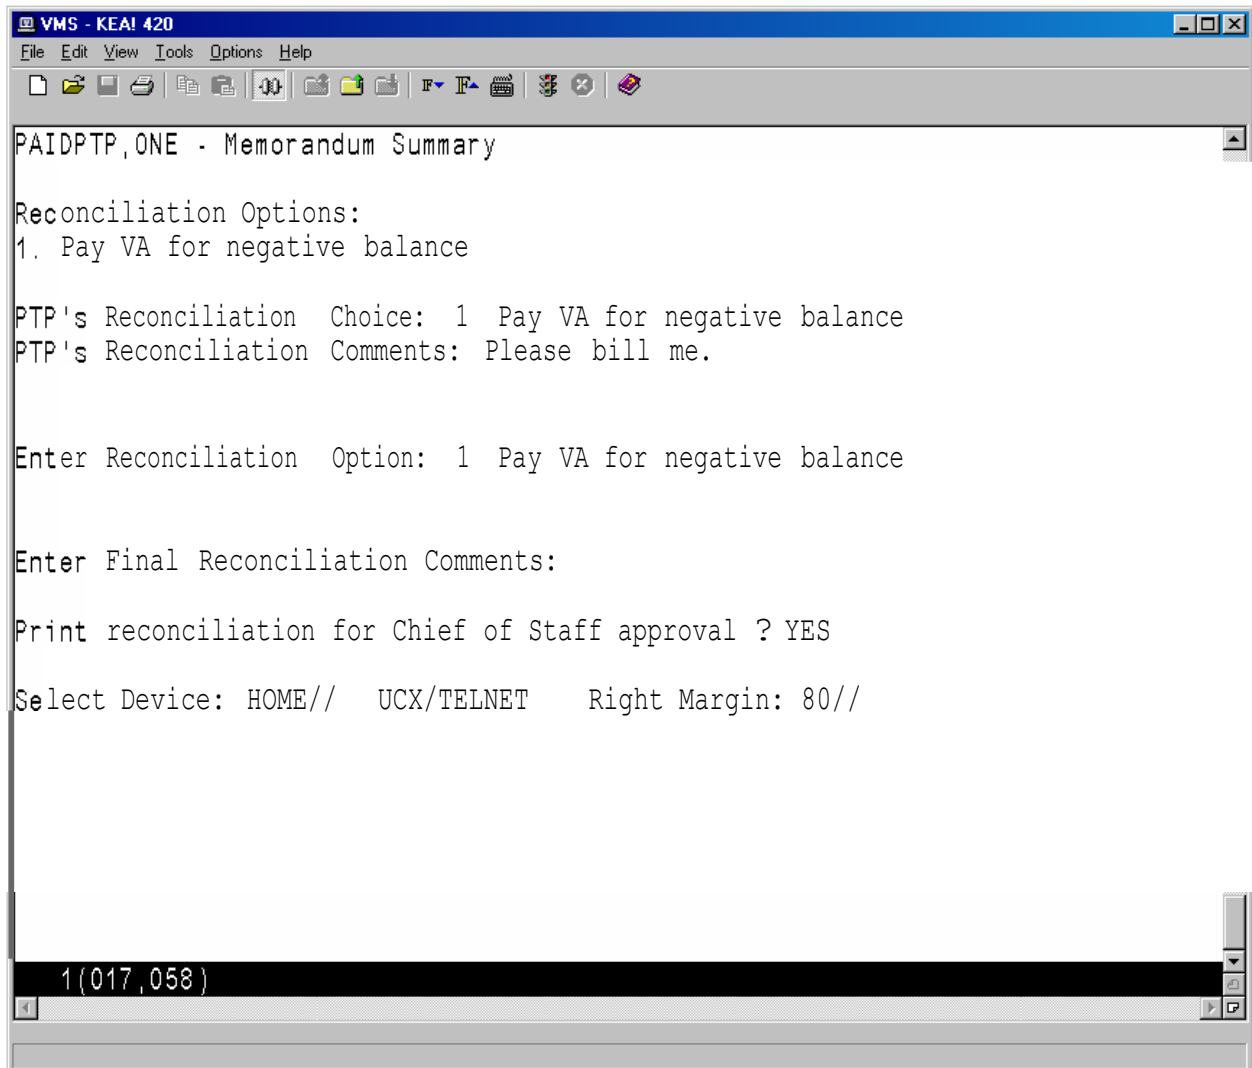 VMS - KEA! 420
File Edit View Tools Options Help
PAIDPTP,ONE - Memorandum Summary
Reconciliation Options:
1. Pay VA for negative balance
PTP's Reconciliation Choice: 1 Pay VA for negative balance
PTP's Reconciliation Comments: Please bill me.
Enter Reconciliation Option: 1 Pay VA for negative balance
Enter Final Reconciliation Comments:
Print reconciliation for Chief of Staff approval ? YES
Select Device: HOME// UCX/TELNET Right Margin: 80//
1(017,058)